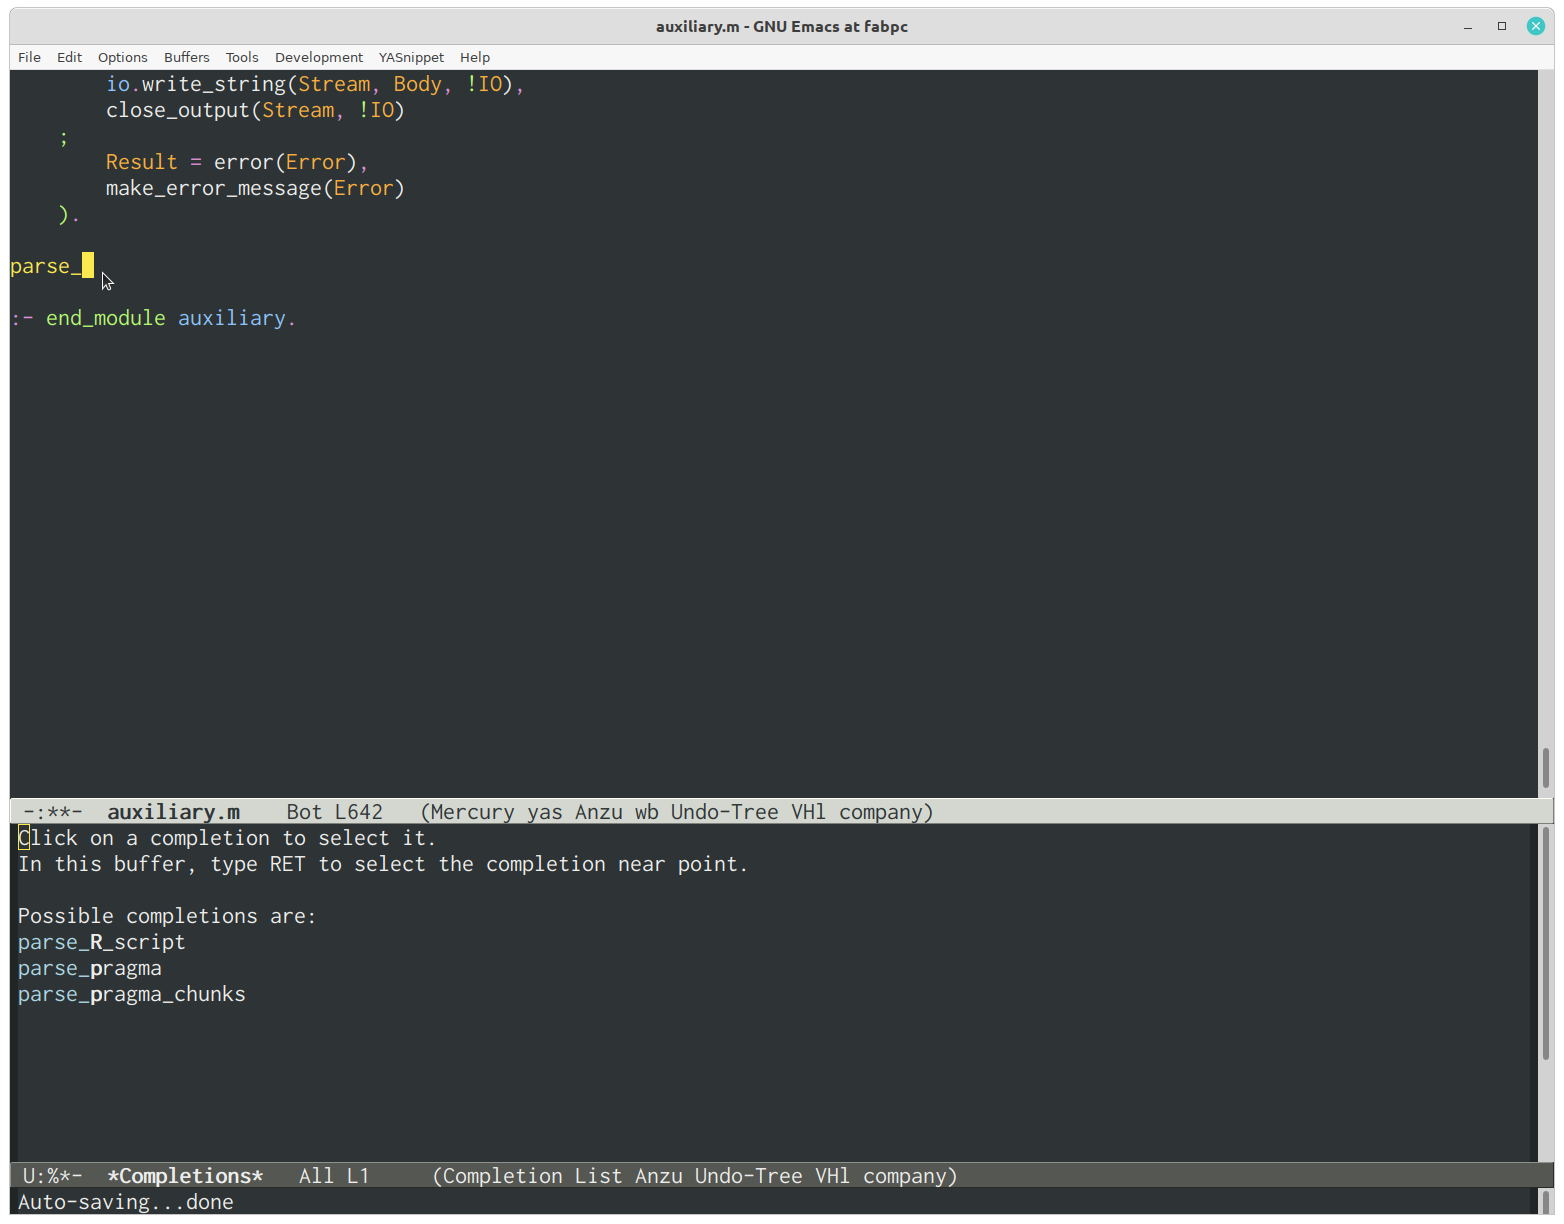 auxiliary.m - GNU Emacs at fabpc
File Edit Options Buffers Tools Development YASnippet Help
io.write_string(Stream, Body, !IO),
close_output(Stream, !IO)
;
Result = error(Error),
make_error_message(Error)
).
parse_
:- end_module auxiliary.
-:**-  auxiliary.m    Bot L642   (Mercury yas Anzu wb Undo-Tree VHl company)
Click on a completion to select it.
In this buffer, type RET to select the completion near point.
Possible completions are:
parse_R_script
parse_pragma
parse_pragma_chunks
U:%*-  *Completions*   All L1     (Completion List Anzu Undo-Tree VHl company)
Auto-saving...done